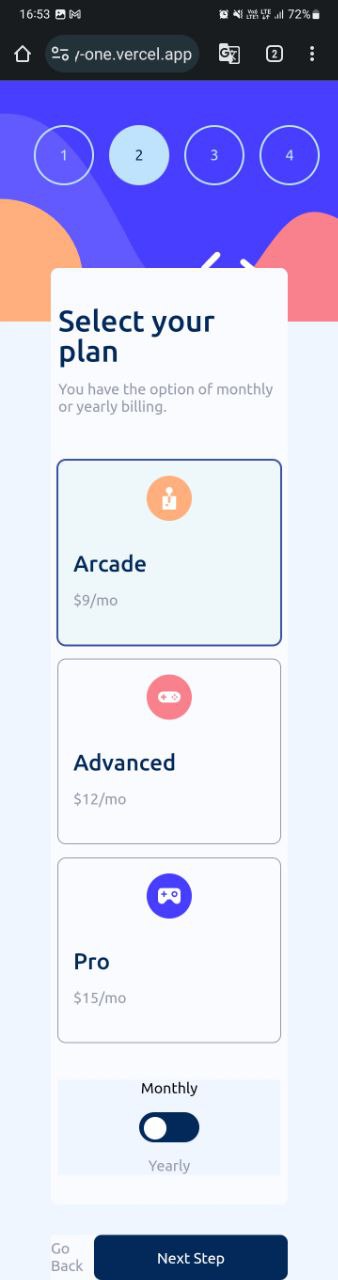 16:53 72%
/-one.vercel.app 2
1 2 3 4
Select your
plan
You have the option of monthly
or yearly billing.
Arcade
$9/mo
Advanced
$12/mo
Pro
$15/mo
Monthly
Yearly
Go
Back
Next Step